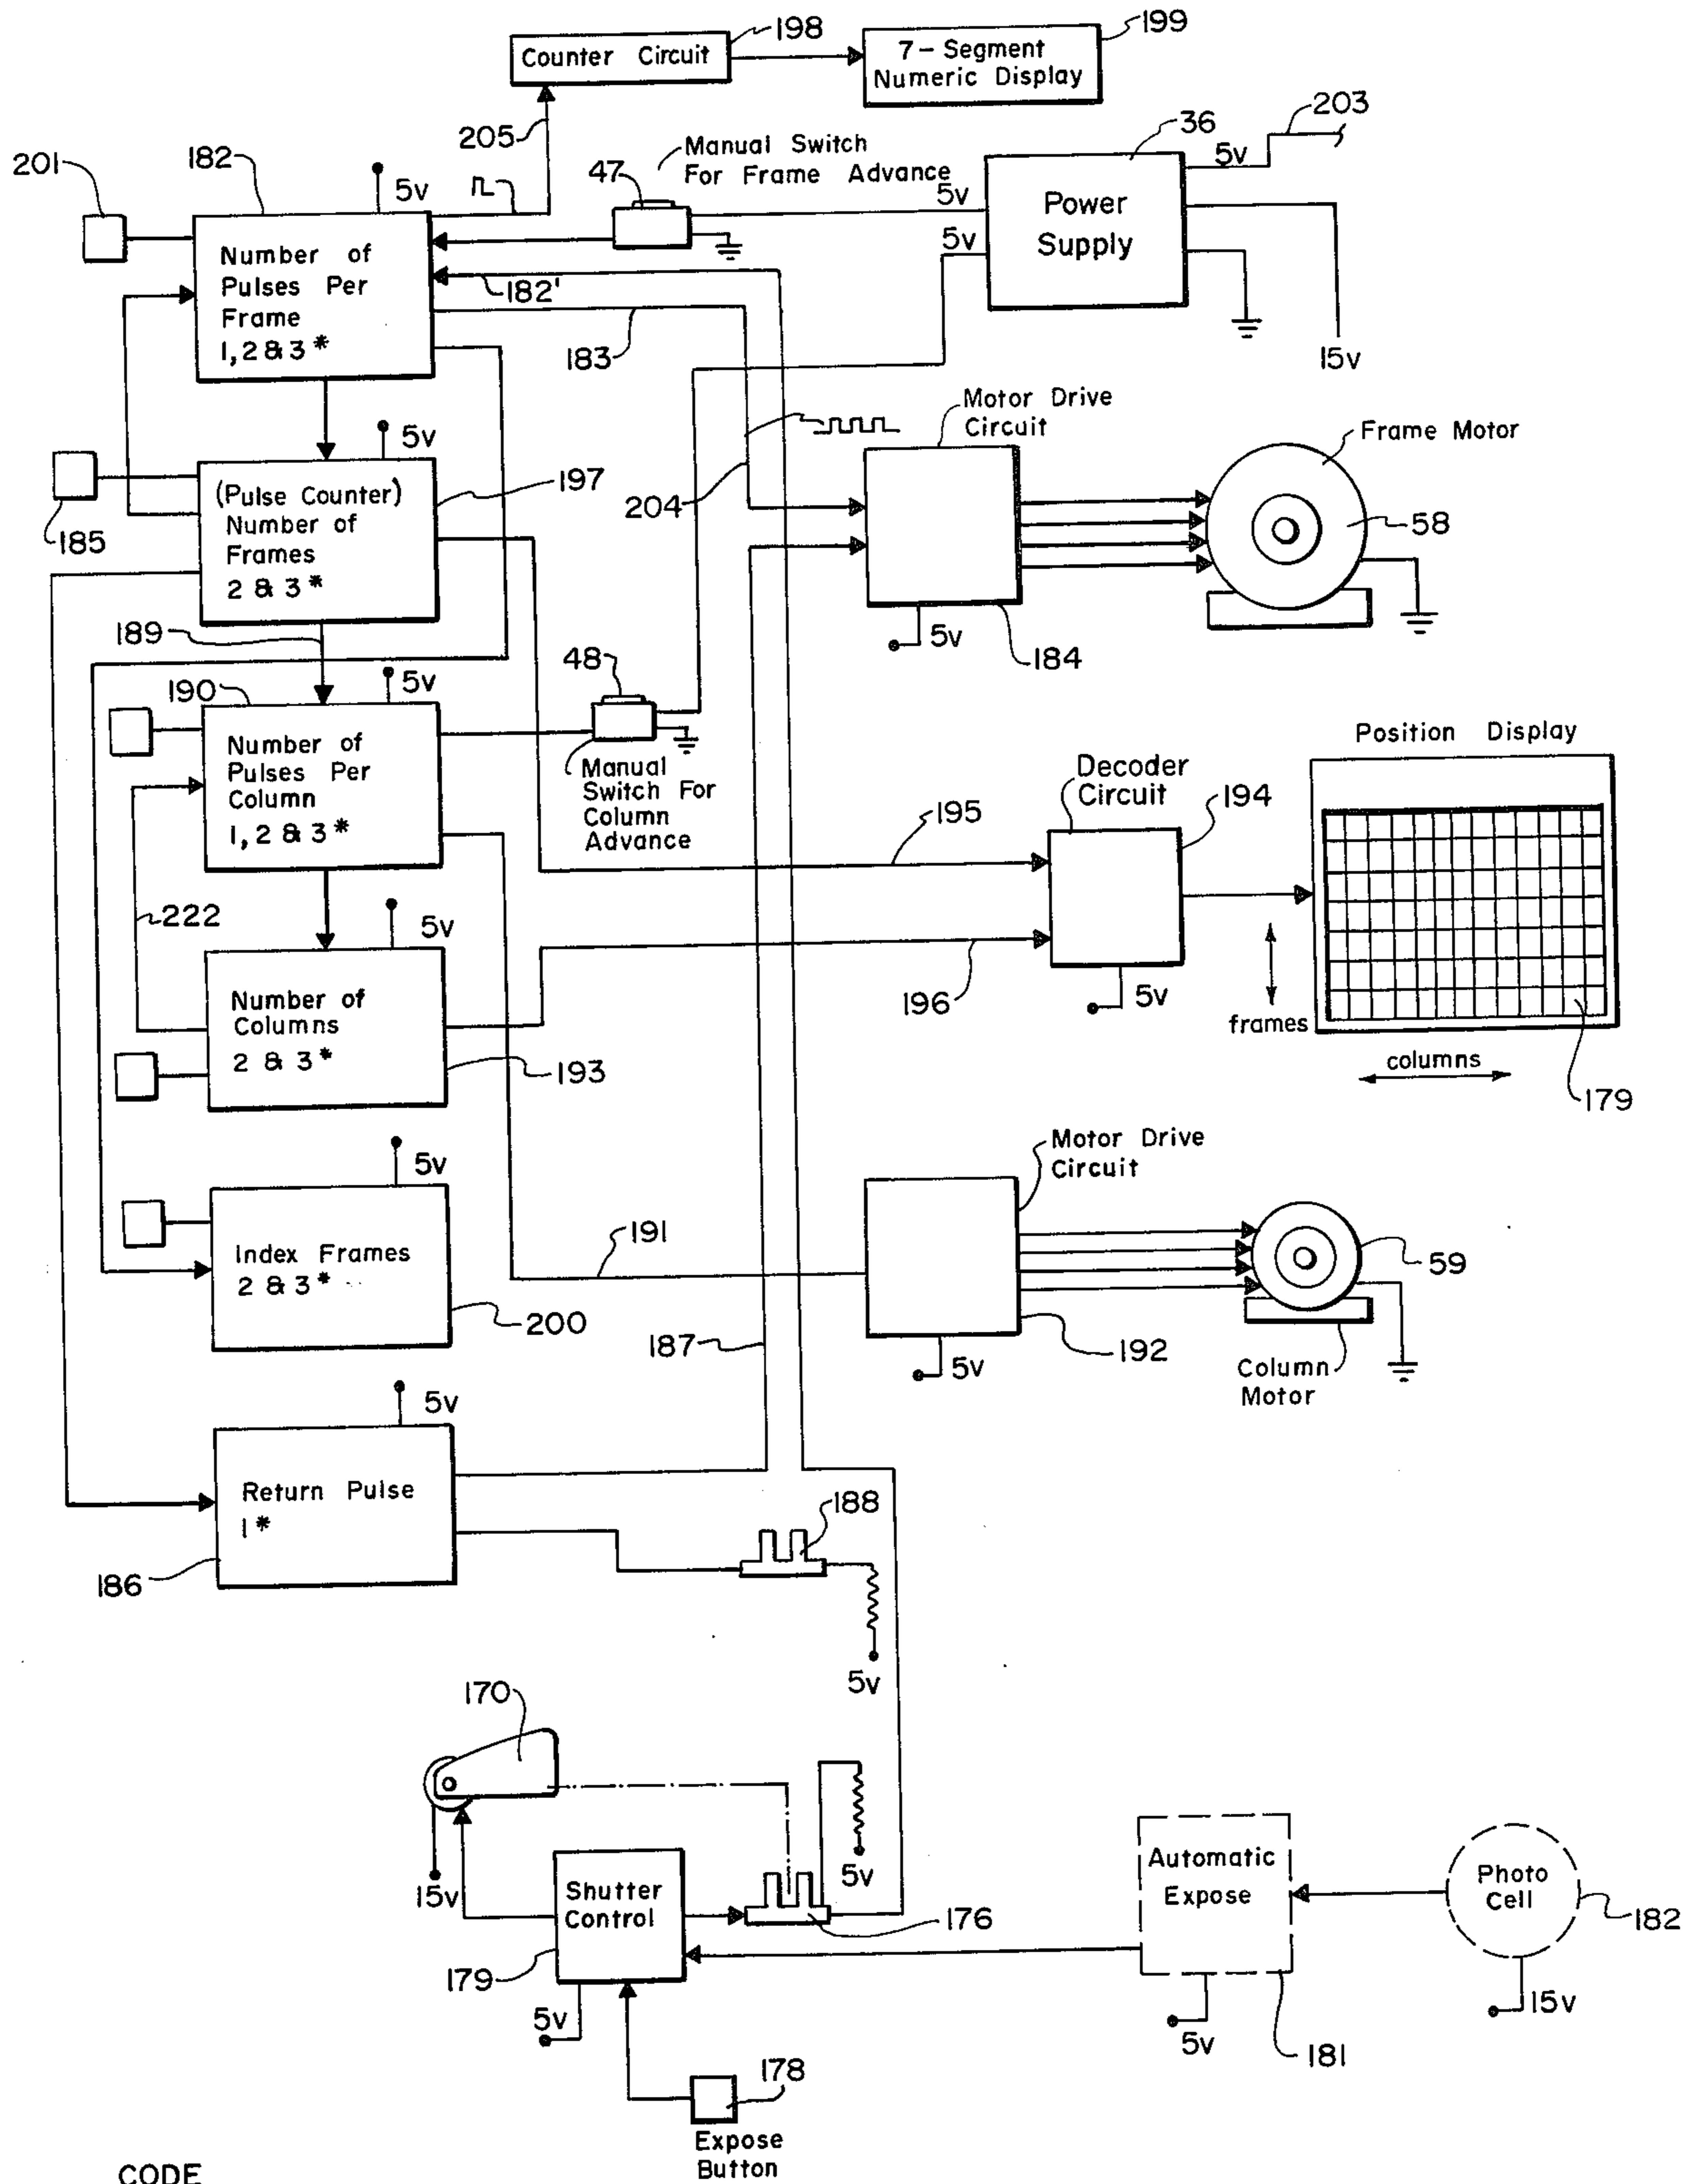 198
199
Counter Circuit
7-Segment
Numeric Display
205
203
36
201
182
5v
Manual Switch
For Frame Advance
47
5v
5v
Power
Supply
5v
182'
183
15v
Number of
Pulses Per
Frame
1,2 & 3*
Motor Drive
Circuit
Frame Motor
5v
(Pulse Counter)
Number of
Frames
2 & 3*
197
185
204
58
189
5v
184
48
190
5v
Number of
Pulses Per
Column
1,2 & 3*
Manual
Switch For
Column
Advance
Position Display
Decoder
Circuit
194
195
222
5v
196
5v
frames
columns
179
Number of
Columns
2 & 3*
193
5v
Motor Drive
Circuit
191
59
Index Frames
2 & 3*
200
187
192
5v
Column
Motor
5v
Return Pulse
1*
186
188
5v
170
15v
5v
Shutter
Control
176
179
5v
Automatic
Expose
Photo
Cell
182
15v
5v
181
178
Expose
Button
CODE